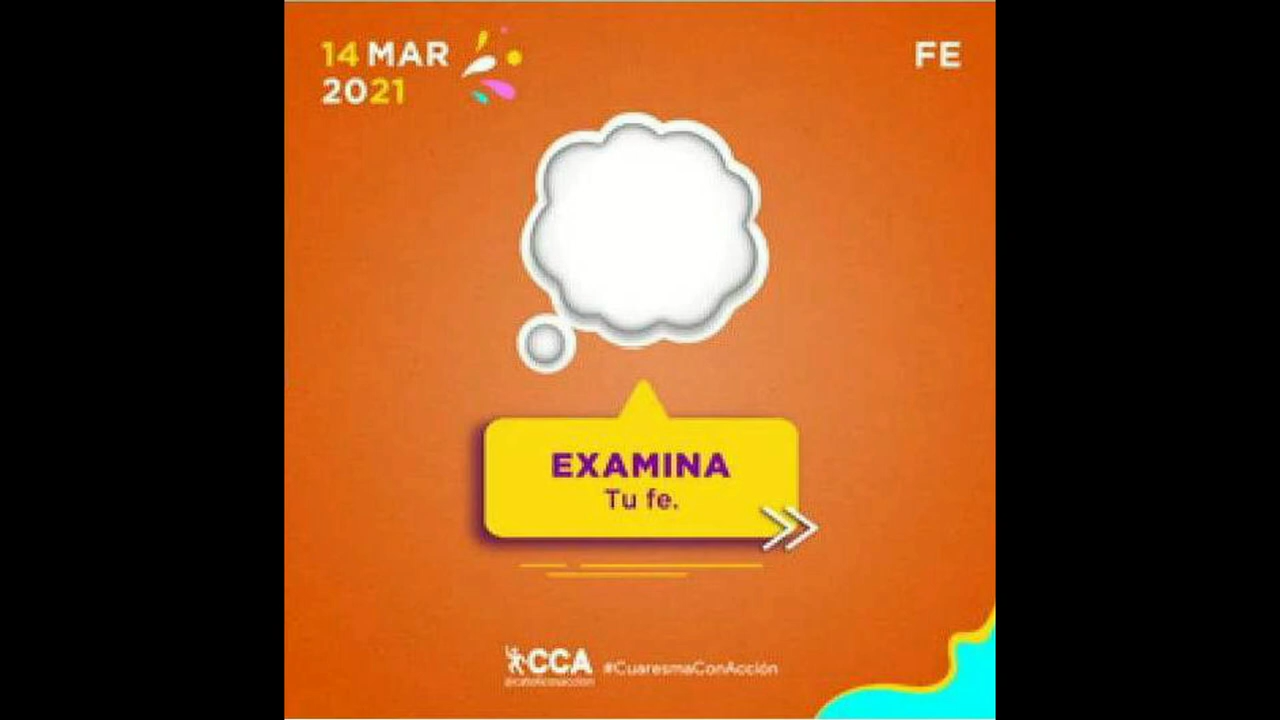 14 MAR
2021
FE
EXAMINA
Tu fe.
CCA
#CuaresmaConAcción